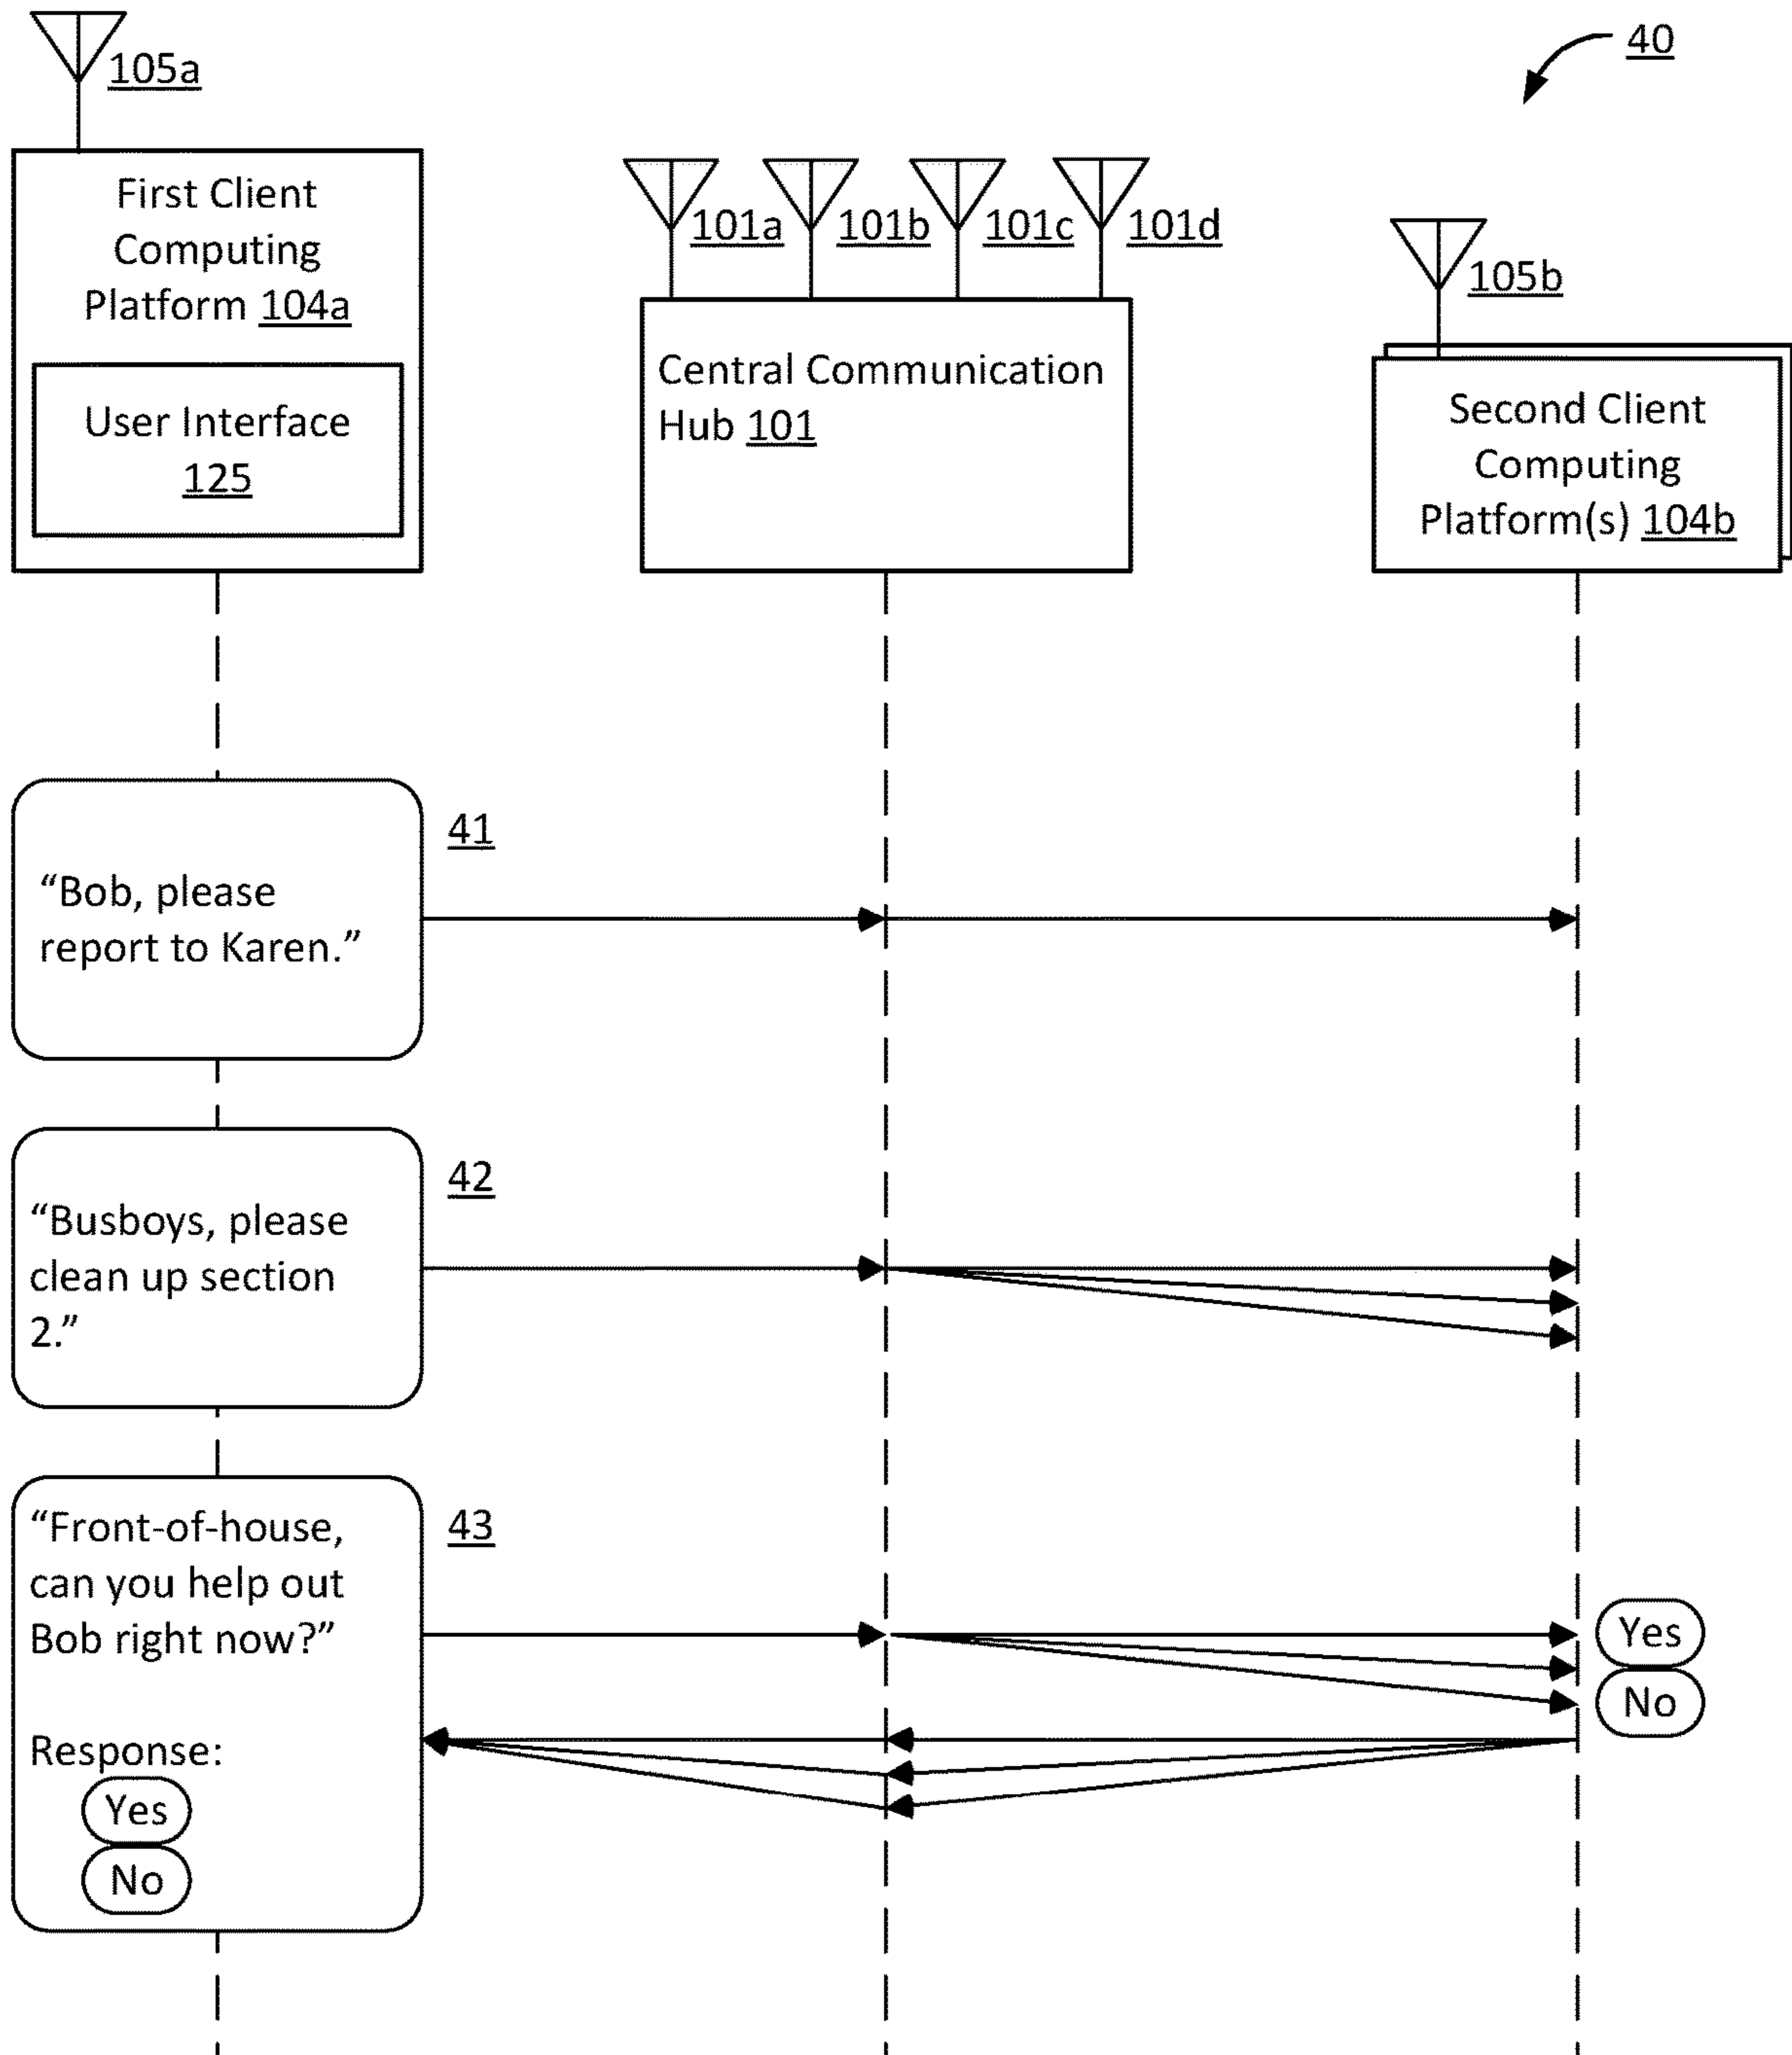 105a
40
First Client
Computing
Platform 104a
User Interface
125
101a
101b
101c
101d
Central Communication
Hub 101
105b
Second Client
Computing
Platform(s) 104b
“Bob, please
report to Karen.”
41
“Busboys, please
clean up section
2.”
42
“Front-of-house,
can you help out
Bob right now?”
43
Response:
Yes
No
Yes
No